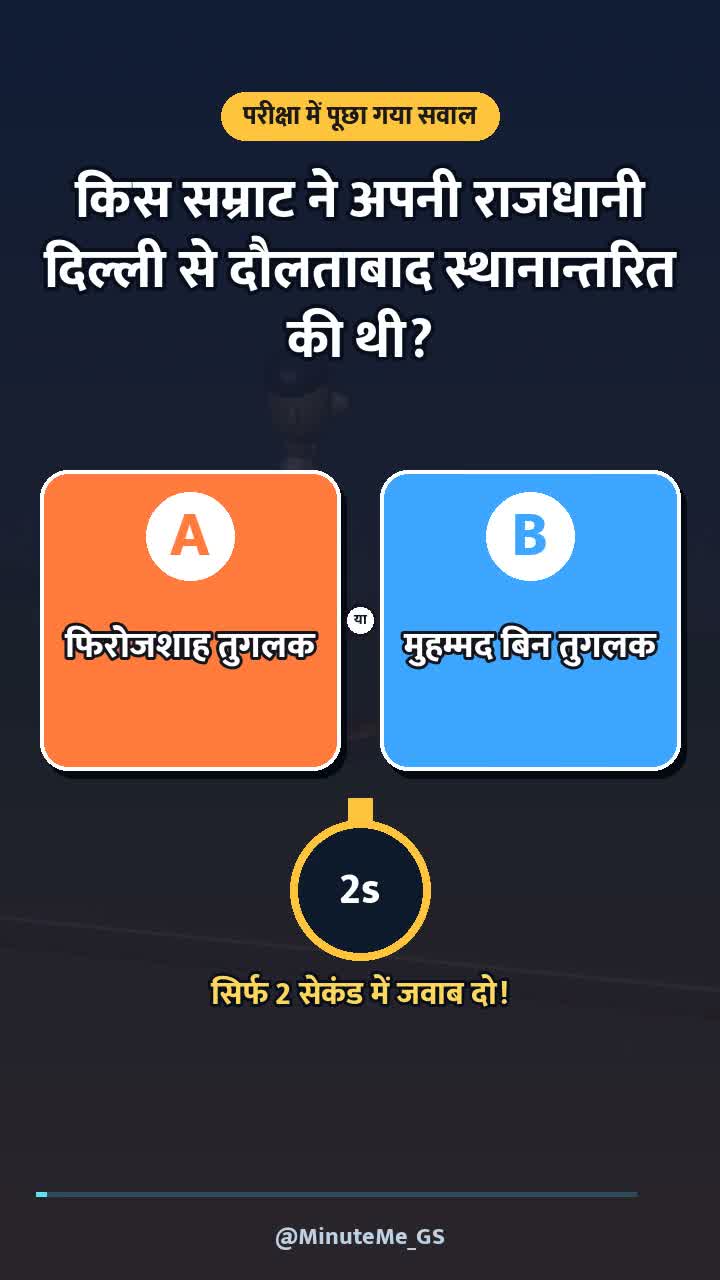 परीक्षा में पूछा गया सवाल
किस सम्राट ने अपनी राजधानी
दिल्ली से दौलताबाद स्थानान्तरित
की थी?
A
B
फिरोजशाह तुगलक
या
मुहम्मद बिन तुगलक
2s
सिर्फ 2 सेकंड में जवाब दो!
@MinuteMe_GS